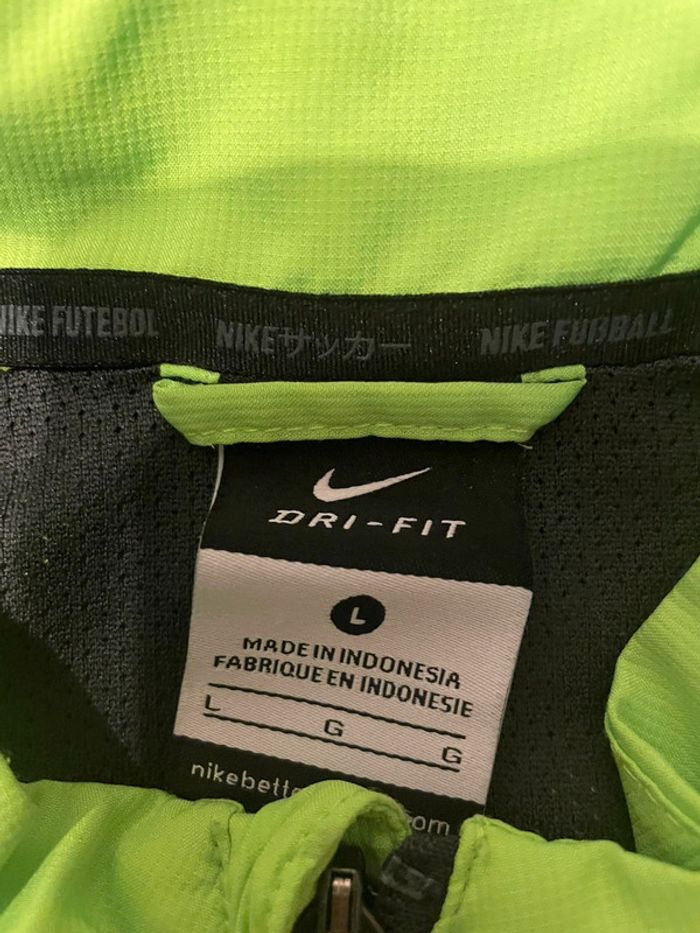 NIKE FUTEBOL NIKEサッカー NIKE FUẞBALL
DRI-FIT
L
MADE IN INDONESIA
FABRIQUE EN INDONESIE
L G G